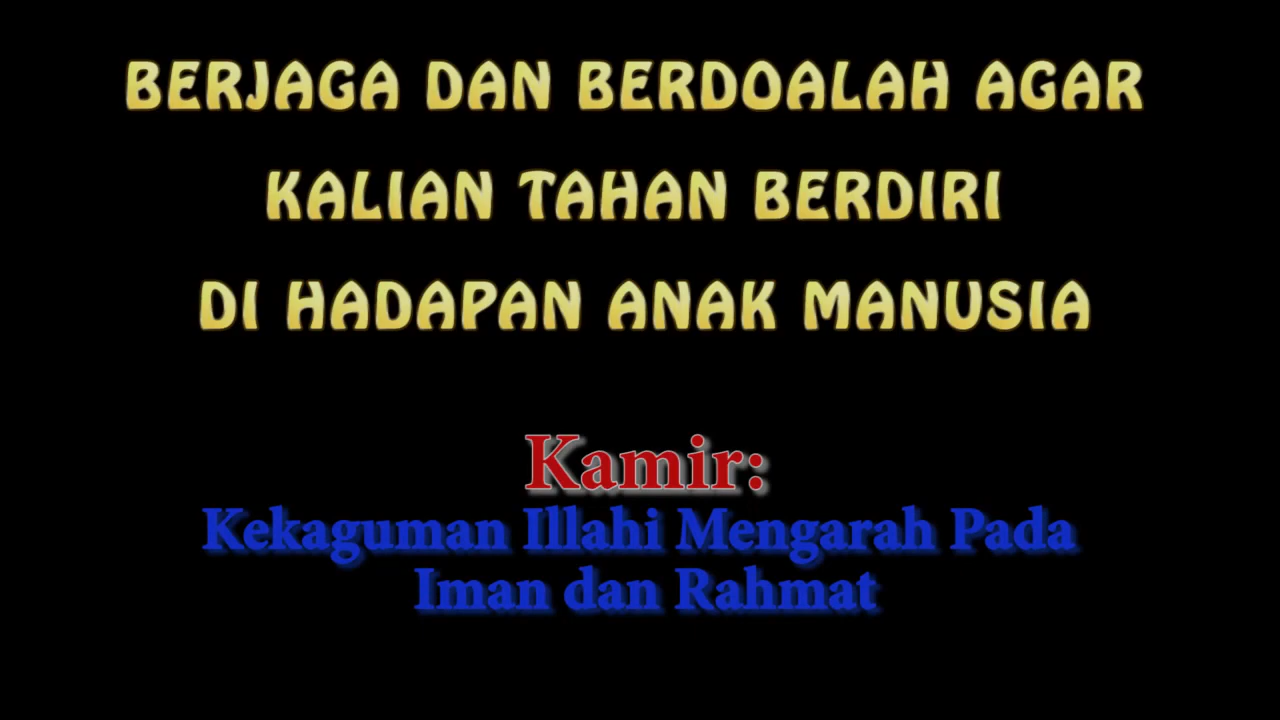 BERJAGA DAN BERDOALAH AGAR
KALIAN TAHAN BERDIRI
DI HADAPAN ANAK MANUSIA
Kamir:
Kekaguman Illahi Mengarah Pada
Iman dan Rahmat